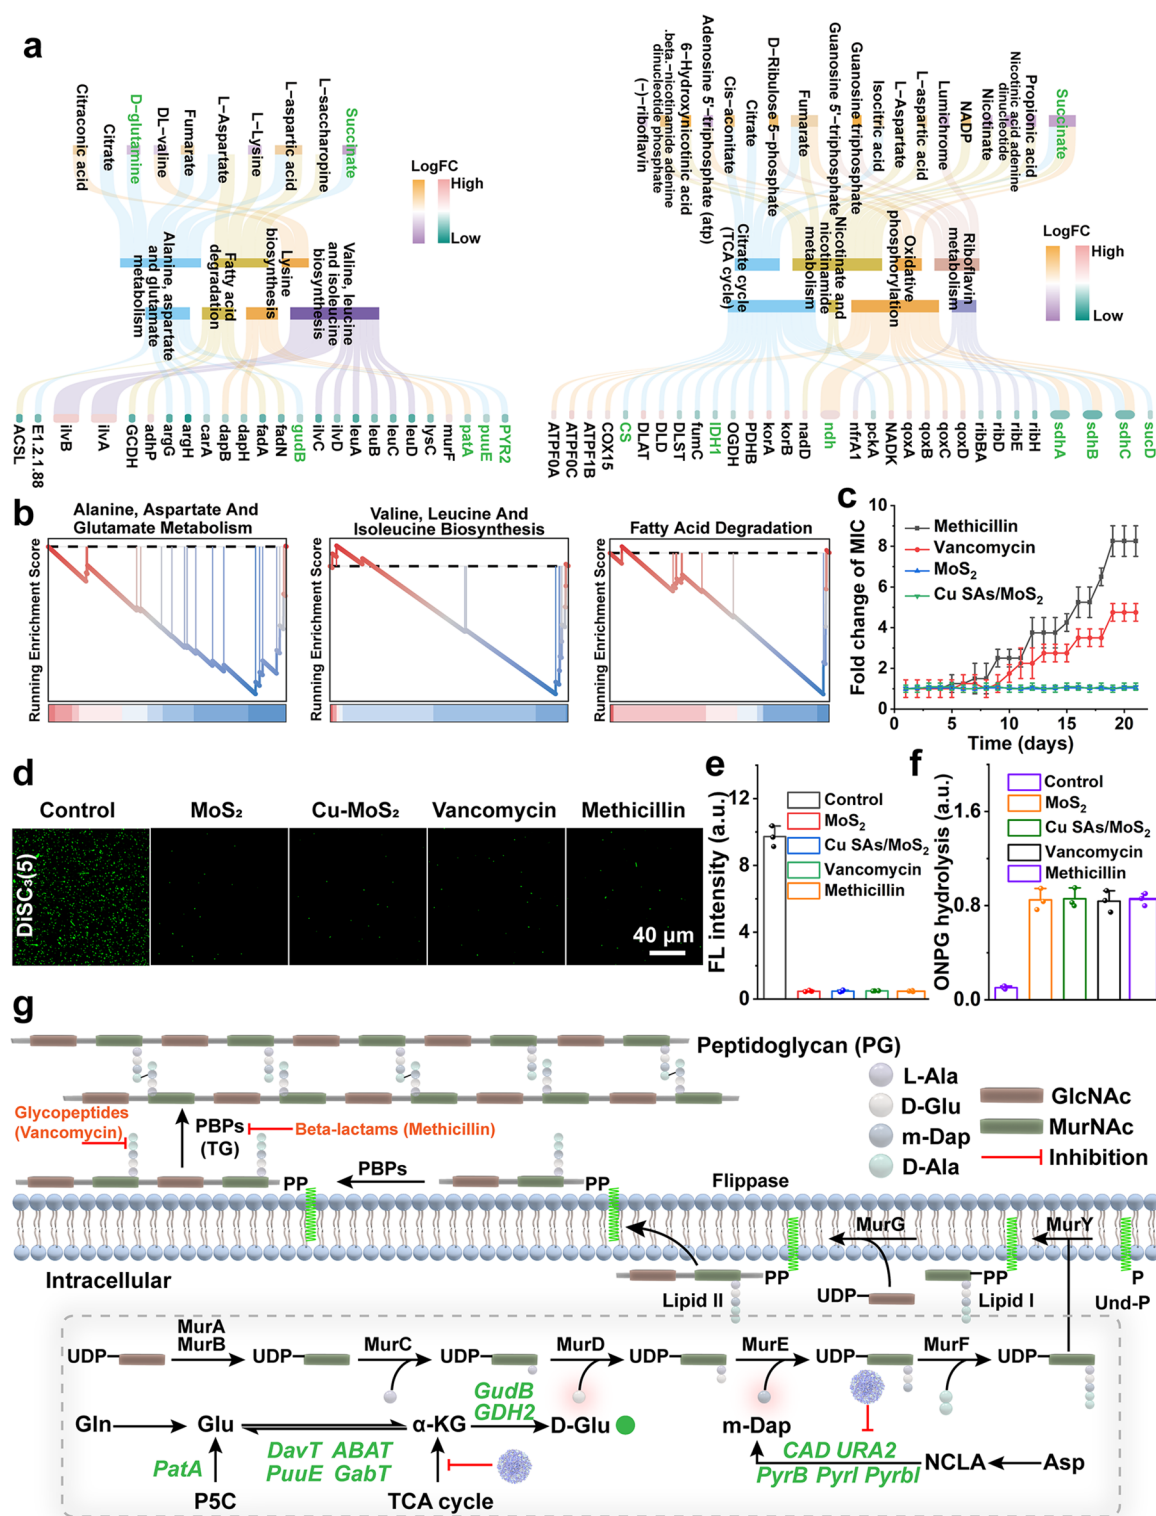 a
Citraconic acid
Citrate
D-glutamine
DL-valine
Fumarate
L-Aspartate
L-Lysine
L-aspartic acid
L-saccharopine
Succinate
LogFC
High
Low
Alanine, aspartate
and glutamate
metabolism
Fatty acid
degradation
Lysine
biosynthesis
Valine, leucine
and isoleucine
biosynthesis
ACSL
E1.2.1.88
ilvB
ilvA
GCDH
adhP
argG
argH
carA
dapB
dapH
fadA
fadN
gudB
ilvC
ilvD
leuA
leuB
leuC
leuD
lysC
murF
patA
puuE
PYR2
(-)-riboflavin
.beta.-nicotinamide adenine
dinucleotide phosphate
6-Hydroxynicotinic acid
Adenosine 5'-triphosphate (atp)
Cis-aconitate
Citrate
D-Ribulose 5-phosphate
Fumarate
Guanosine 5'-triphosphate
Guanosine triphosphate
Isocitric acid
L-Aspartate
L-aspartic acid
Lumichrome
NADP
Nicotinate
Nicotinic acid adenine
dinucleotide
Propionic acid
Succinate
LogFC
High
Low
Citrate cycle
(TCA cycle)
Nicotinate and
nicotinamide
metabolism
Oxidative
phosphorylation
Riboflavin
metabolism
ATPF0A
ATPF0C
ATPF1B
COX15
CS
DLAT
DLD
DLST
fumC
IDH1
OGDH
PDHB
korA
korB
nadD
ndh
nfrA1
pckA
NADK
qoxA
qoxB
qoxC
qoxD
ribBA
ribD
ribE
ribH
sdhA
sdhB
sdhC
sucD
b
Alanine, Aspartate And
Glutamate Metabolism
Running Enrichment Score
Valine, Leucine And
Isoleucine Biosynthesis
Running Enrichment Score
Fatty Acid Degradation
Running Enrichment Score
c
Fold change of MIC
10
8
6
4
2
0
Methicillin
Vancomycin
MoS₂
Cu SAs/MoS₂
0 5 10 15 20
Time (days)
d
Control MoS₂ Cu-MoS₂ Vancomycin Methicillin
DiSC₃(5)
40 μm
e
FL intensity (a.u.)
12
8
4
0
Control
MoS₂
Cu SAs/MoS₂
Vancomycin
Methicillin
f
ONPG hydrolysis (a.u.)
1.6
0.8
0.0
Control
MoS₂
Cu SAs/MoS₂
Vancomycin
Methicillin
g
Peptidoglycan (PG)
L-Ala
D-Glu
m-Dap
D-Ala
GlcNAc
MurNAc
Inhibition
Glycopeptides
(Vancomycin)
PBPs
(TG)
Beta-lactams (Methicillin)
PP
PBPs
PP
Flippase
MurG
MurY
Intracellular
PP
Lipid II
UDP
PP
Lipid I
P
Und-P
UDP
MurA
MurB
UDP
MurC
UDP
MurD
UDP
MurE
UDP
MurF
UDP
Gln
Glu
α-KG
GudB
GDH2
D-Glu
m-Dap
CAD URA2
PyrB PyrI PyrbI
NCLA
Asp
PatA
DavT ABAT
PuuE GabT
P5C
TCA cycle